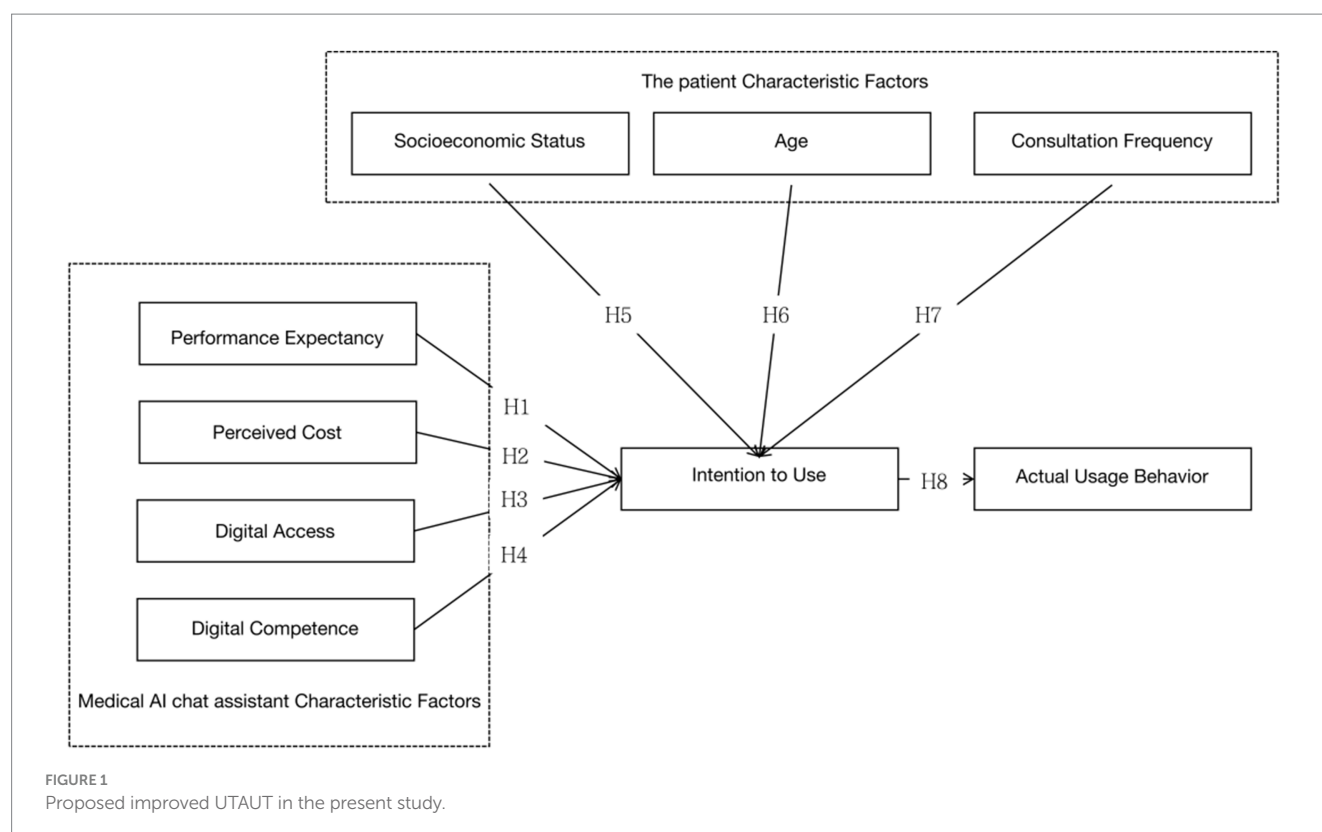 The patient Characteristic Factors
Socioeconomic Status
Age
Consultation Frequency
H5
H6
H7
Performance Expectancy
Perceived Cost
Digital Access
Digital Competence
Medical AI chat assistant Characteristic Factors
H1
H2
H3
H4
Intention to Use
H8
Actual Usage Behavior
FIGURE 1
Proposed improved UTAUT in the present study.